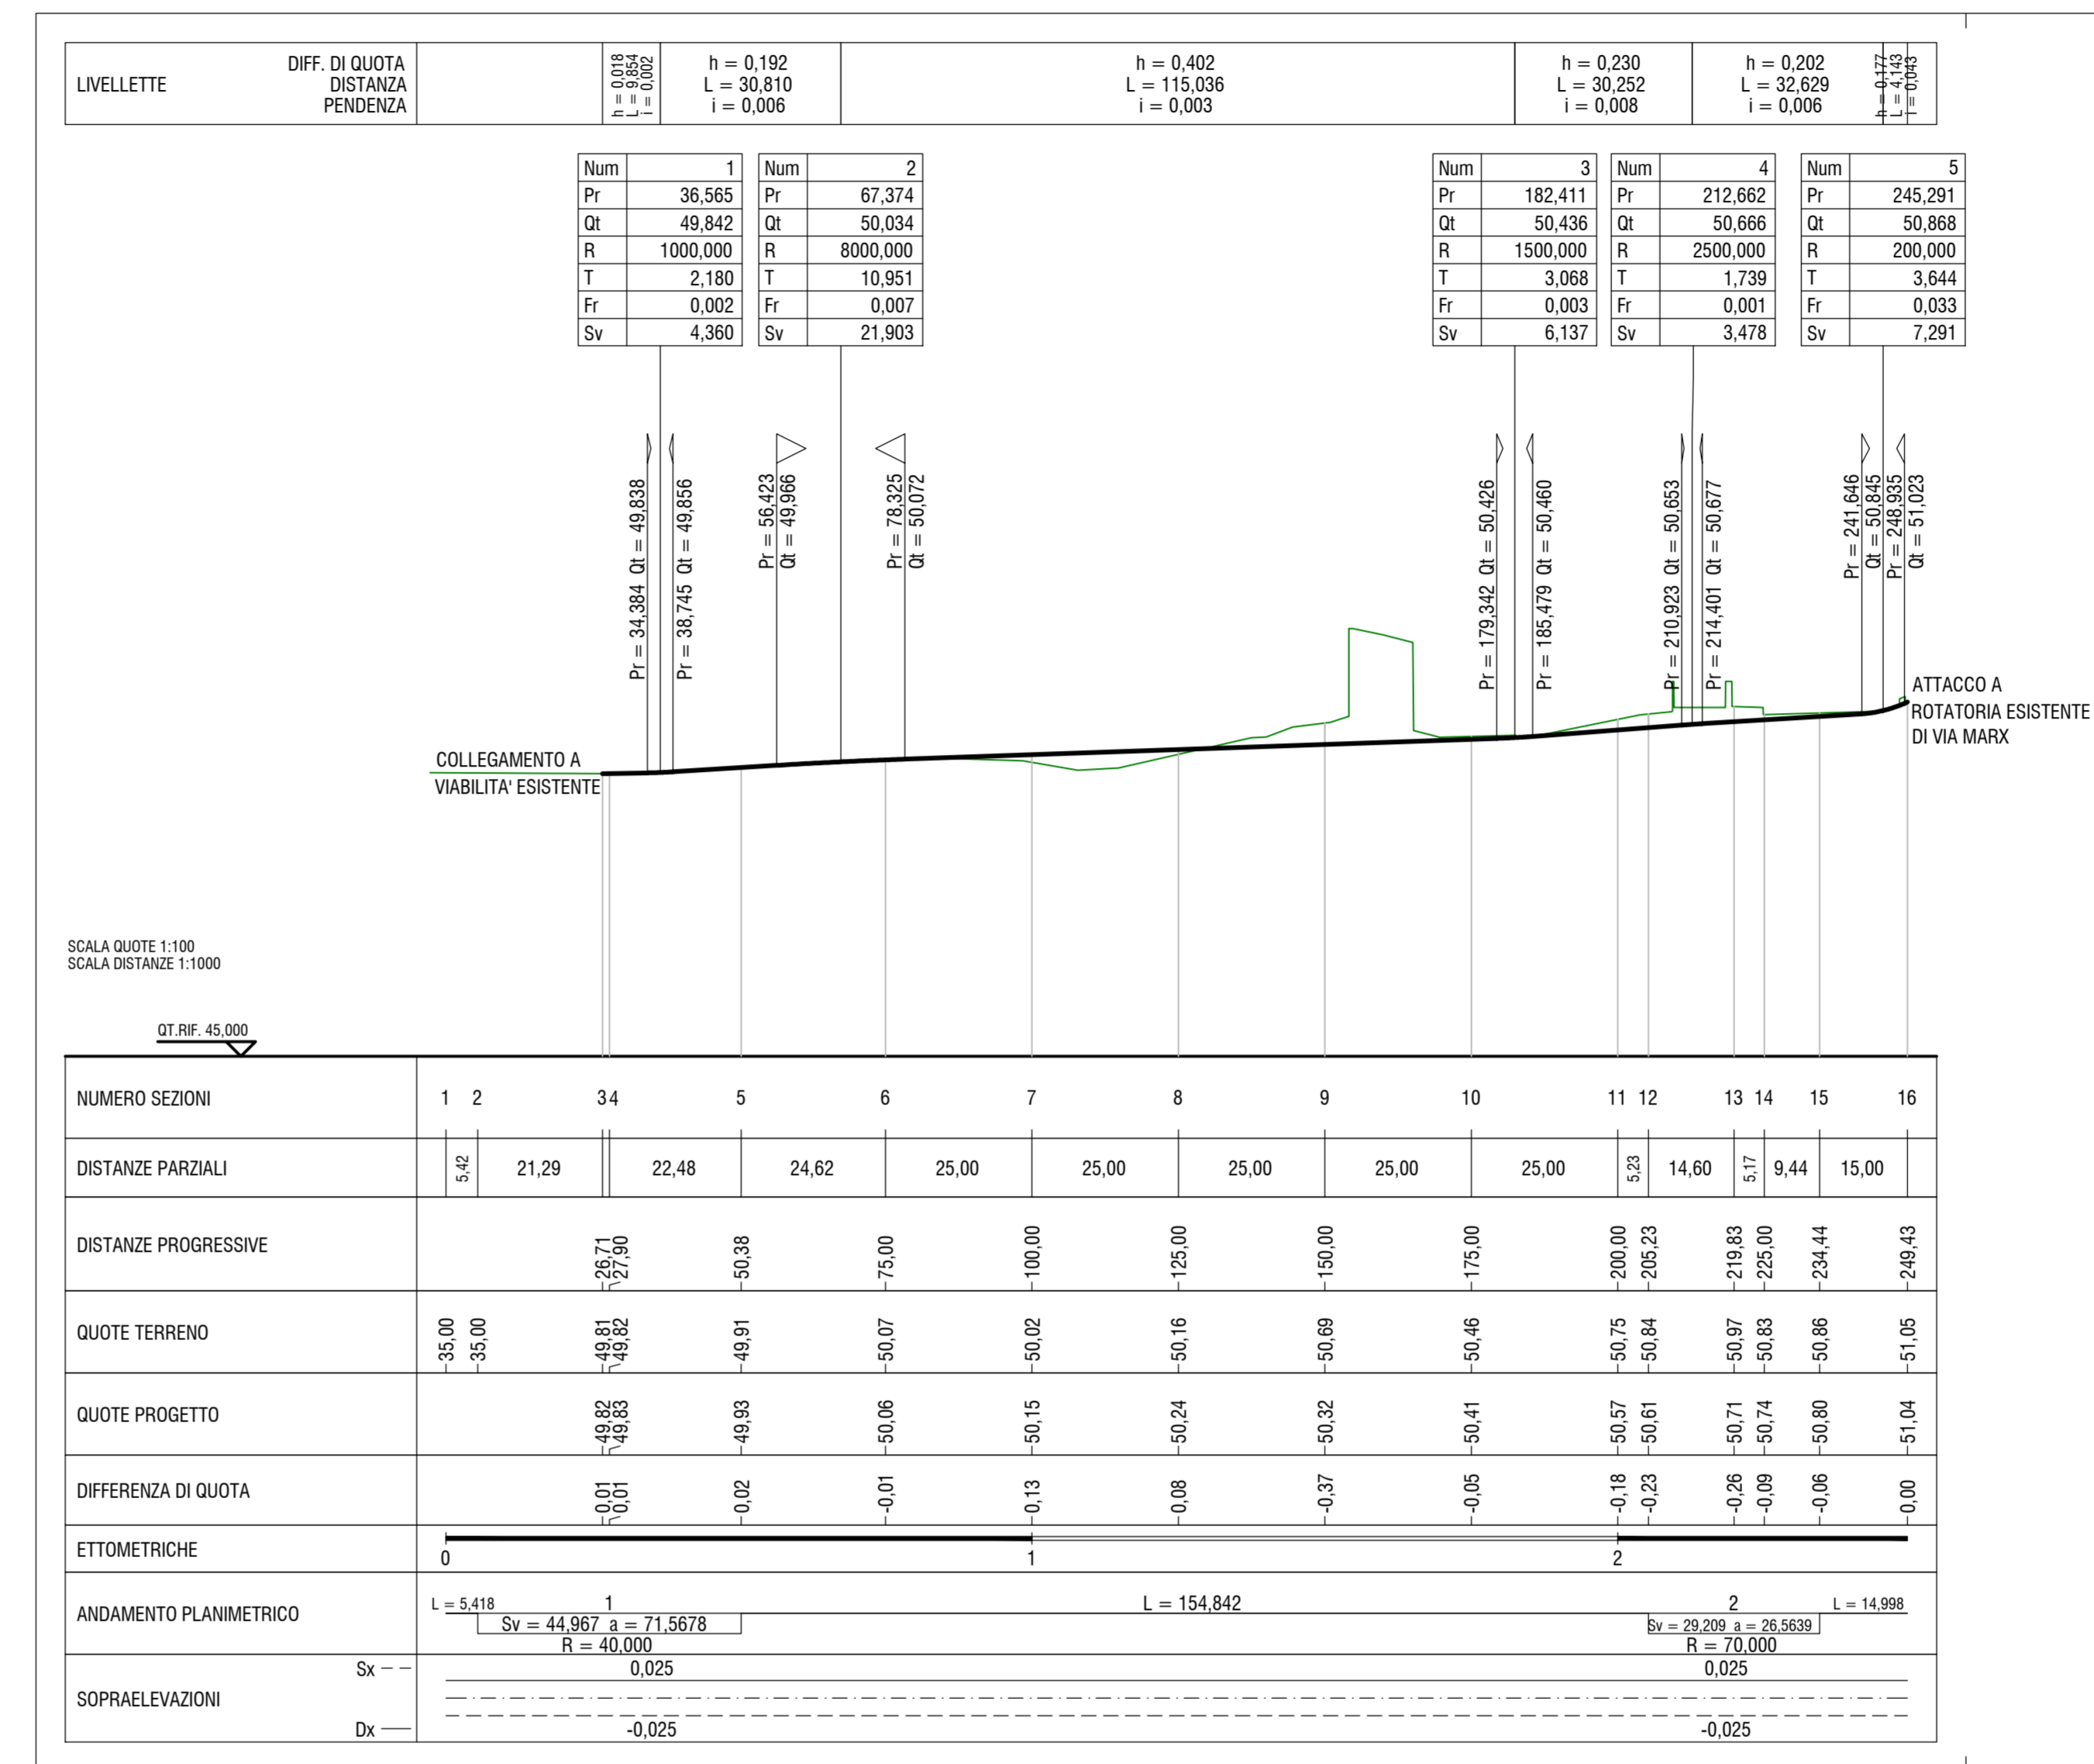 LIVELLETTE
DIFF. DI QUOTA
DISTANZA
PENDENZA
h = 0,018
L = 9,854
i = 0,002
h = 0,192
L = 30,810
i = 0,006
h = 0,402
L = 115,036
i = 0,003
h = 0,230
L = 30,252
i = 0,008
h = 0,202
L = 32,629
i = 0,006
h = 0,177
L = 4,143
i = 0,043
Num 1
Pr 36,565
Qt 49,842
R 1000,000
T 2,180
Fr 0,002
Sv 4,360
Num 2
Pr 67,374
Qt 50,034
R 8000,000
T 10,951
Fr 0,007
Sv 21,903
Num 3
Pr 182,411
Qt 50,436
R 1500,000
T 3,068
Fr 0,003
Sv 6,137
Num 4
Pr 212,662
Qt 50,666
R 2500,000
T 1,739
Fr 0,001
Sv 3,478
Num 5
Pr 245,291
Qt 50,868
R 200,000
T 3,644
Fr 0,033
Sv 7,291
Pr = 34,384 Qt = 49,838
Pr = 38,745 Qt = 49,856
Pr = 56,423
Qt = 49,966
Pr = 78,325
Qt = 50,072
Pr = 179,342 Qt = 50,426
Pr = 185,479 Qt = 50,460
Pr = 210,923 Qt = 50,653
Pr = 214,401 Qt = 50,677
Pr = 241,646
Qt = 50,845
Pr = 248,935
Qt = 51,023
COLLEGAMENTO A
VIABILITA' ESISTENTE
ATTACCO A
ROTATORIA ESISTENTE
DI VIA MARX
SCALA QUOTE 1:100
SCALA DISTANZE 1:1000
QT.RIF. 45,000
NUMERO SEZIONI 1 2 3 4 5 6 7 8 9 10 11 12 13 14 15 16
DISTANZE PARZIALI 5,42 21,29 22,48 24,62 25,00 25,00 25,00 25,00 25,00 5,23 14,60 5,17 9,44 15,00
DISTANZE PROGRESSIVE 26,71 27,90 50,38 75,00 100,00 125,00 150,00 175,00 200,00 205,23 219,83 225,00 234,44 249,43
QUOTE TERRENO 35,00 35,00 49,81 49,82 49,91 50,07 50,02 50,16 50,69 50,46 50,75 50,84 50,97 50,83 50,86 51,05
QUOTE PROGETTO 49,82 49,83 49,93 50,06 50,15 50,24 50,32 50,41 50,57 50,61 50,71 50,74 50,80 51,04
DIFFERENZA DI QUOTA 0,01 0,01 0,02 -0,01 0,13 0,08 -0,37 -0,05 -0,18 -0,23 -0,26 -0,09 -0,06 0,00
ETTOMETRICHE
0 1 2
ANDAMENTO PLANIMETRICO
L = 5,418
1
Sv = 44,967 a = 71,5678
R = 40,000
L = 154,842
2
Sv = 29,209 a = 26,5639
R = 70,000
L = 14,998
SOPRAELEVAZIONI
Sx
0,025 0,025
Dx
-0,025 -0,025